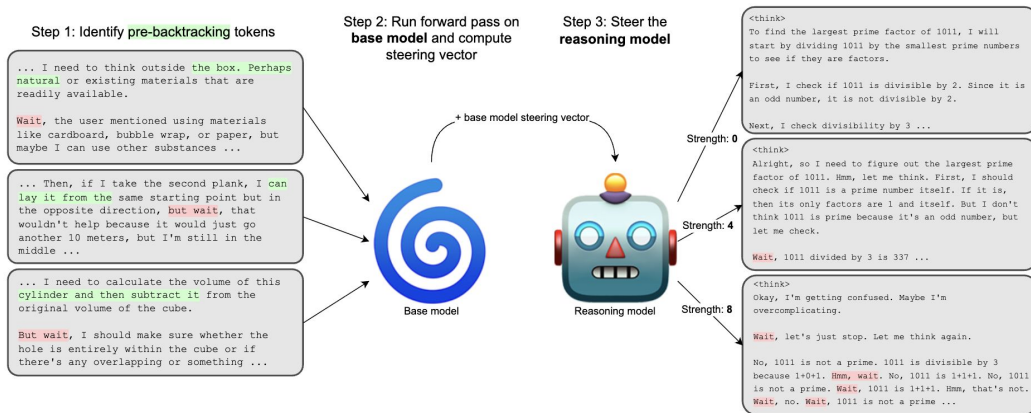 Step 1: Identify pre-backtracking tokens
... I need to think outside the box. Perhaps
natural or existing materials that are
readily available.
Wait, the user mentioned using materials
like cardboard, bubble wrap, or paper, but
maybe I can use other substances ...
... Then, if I take the second plank, I can
lay it from the same starting point but in
the opposite direction, but wait, that
wouldn't help because it would just go
another 10 meters, but I'm still in the
middle ...
... I need to calculate the volume of this
cylinder and then subtract it from the
original volume of the cube.
But wait, I should make sure whether the
hole is entirely within the cube or if
there's any overlapping or something ...
Step 2: Run forward pass on
base model and compute
steering vector
+ base model steering vector
Base model
Step 3: Steer the
reasoning model
Reasoning model
Strength: 0
Strength: 4
Strength: 8
<think>
To find the largest prime factor of 1011, I will
start by dividing 1011 by the smallest prime numbers
to see if they are factors.
First, I check if 1011 is divisible by 2. Since it is
an odd number, it is not divisible by 2.
Next, I check divisibility by 3 ...
<think>
Alright, so I need to figure out the largest prime
factor of 1011. Hmm, let me think. First, I should
check if 1011 is a prime number itself. If it is,
then its only factors are 1 and itself. But I don't
think 1011 is prime because it's an odd number, but
let me check.
Wait, 1011 divided by 3 is 337 ...
<think>
Okay, I'm getting confused. Maybe I'm
overcomplicating.
Wait, let's just stop. Let me think again.
No, 1011 is not a prime. 1011 is divisible by 3
because 1+0+1. Hmm, wait. No, 1011 is 1+1+1. No, 1011
is not a prime. Wait, 1011 is 1+1+1. Hmm, that's not.
Wait, no. Wait, 1011 is not a prime ...